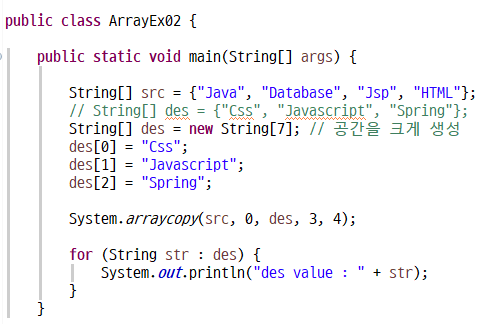 public class ArrayEx02 {
public static void main(String[] args) {
String[] src = {"Java", "Database", "Jsp", "HTML"};
// String[] des = {"Css", "Javascript", "Spring"};
String[] des = new String[7]; // 공간을 크게 생성
des[0] = "Css";
des[1] = "Javascript";
des[2] = "Spring";
System.arraycopy(src, 0, des, 3, 4);
for (String str : des) {
System.out.println("des value : " + str);
}
}